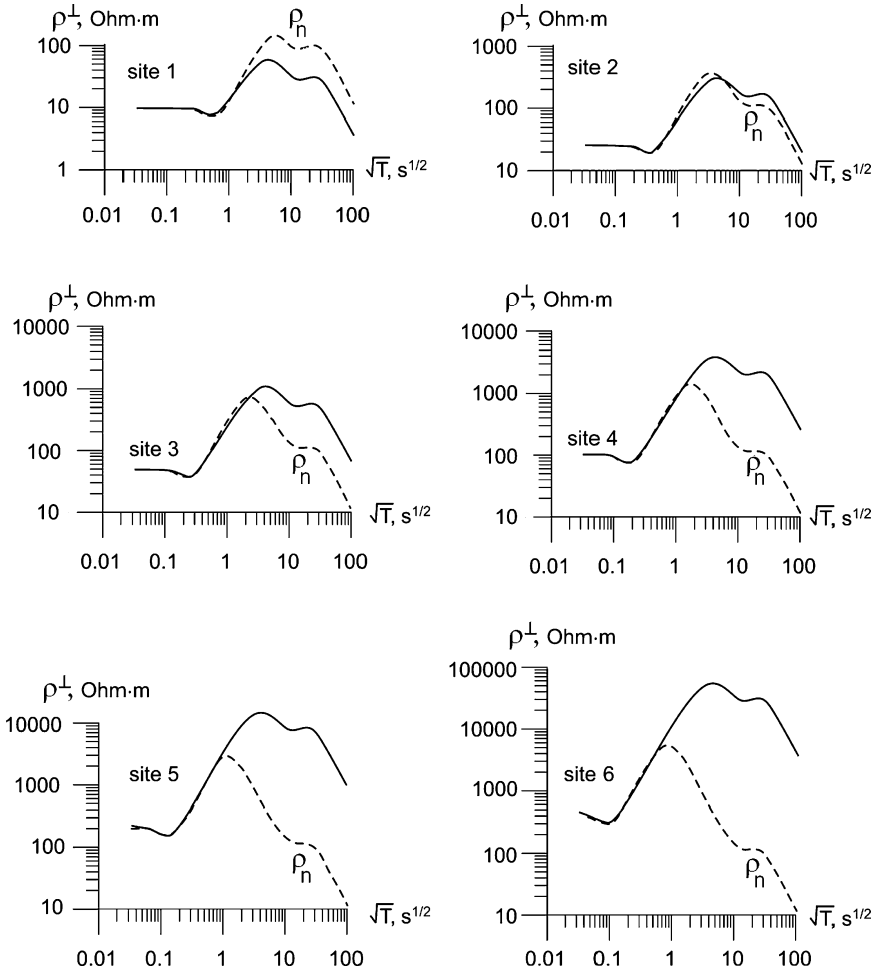 ρ⊥, Ohm·m
100
10
1
site 1
ρn
√T, s1/2
0.01 0.1 1 10 100
ρ⊥, Ohm·m
1000
100
10
site 2
ρn
√T, s1/2
0.01 0.1 1 10 100
ρ⊥, Ohm·m
10000
1000
100
10
site 3
ρn
√T, s1/2
0.01 0.1 1 10 100
ρ⊥, Ohm·m
10000
1000
100
10
site 4
ρn
√T, s1/2
0.01 0.1 1 10 100
ρ⊥, Ohm·m
10000
1000
100
10
site 5
ρn
√T, s1/2
0.01 0.1 1 10 100
ρ⊥, Ohm·m
100000
10000
1000
100
10
site 6
ρn
√T, s1/2
0.01 0.1 1 10 100